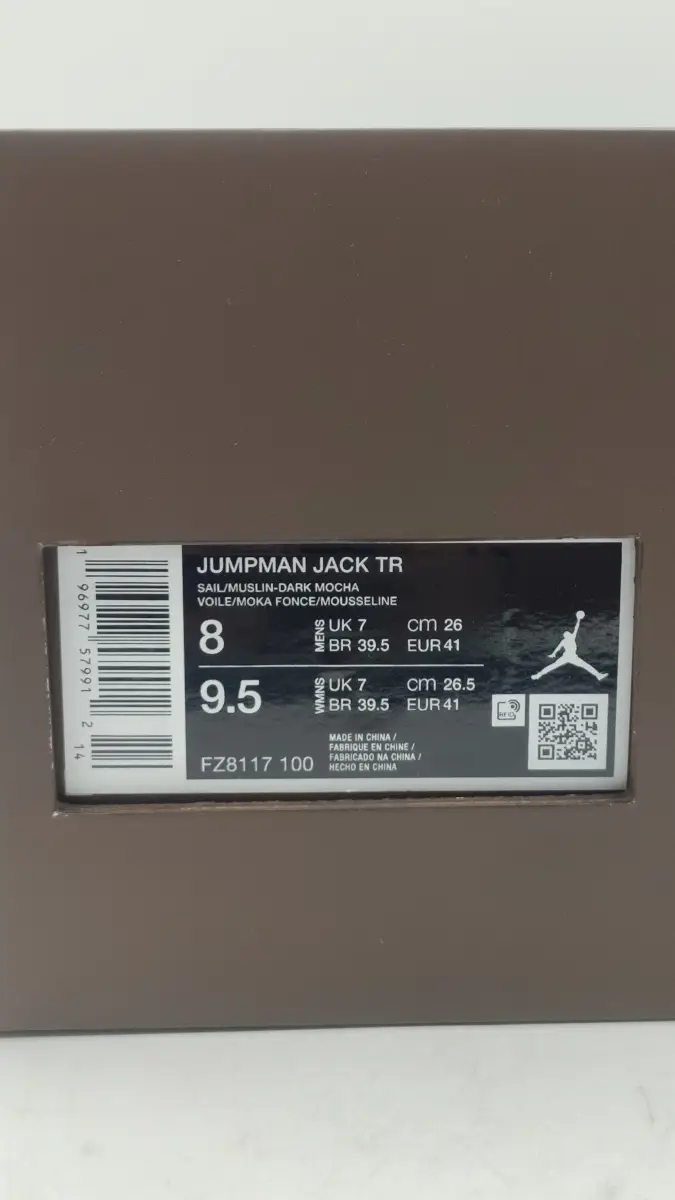 JUMPMAN JACK TR
SAIL/MUSLIN-DARK MOCHA
VOILE/MOKA FONCE/MOUSSELINE
8 MENS UK 7 cm 26
BR 39.5 EUR 41
9.5 WMNS UK 7 cm 26.5
BR 39.5 EUR 41
RFID
FZ8117 100
MADE IN CHINA /
FABRIQUE EN CHINE /
FABRICADO NA CHINA /
HECHO EN CHINA
1 96977 57991 2 14